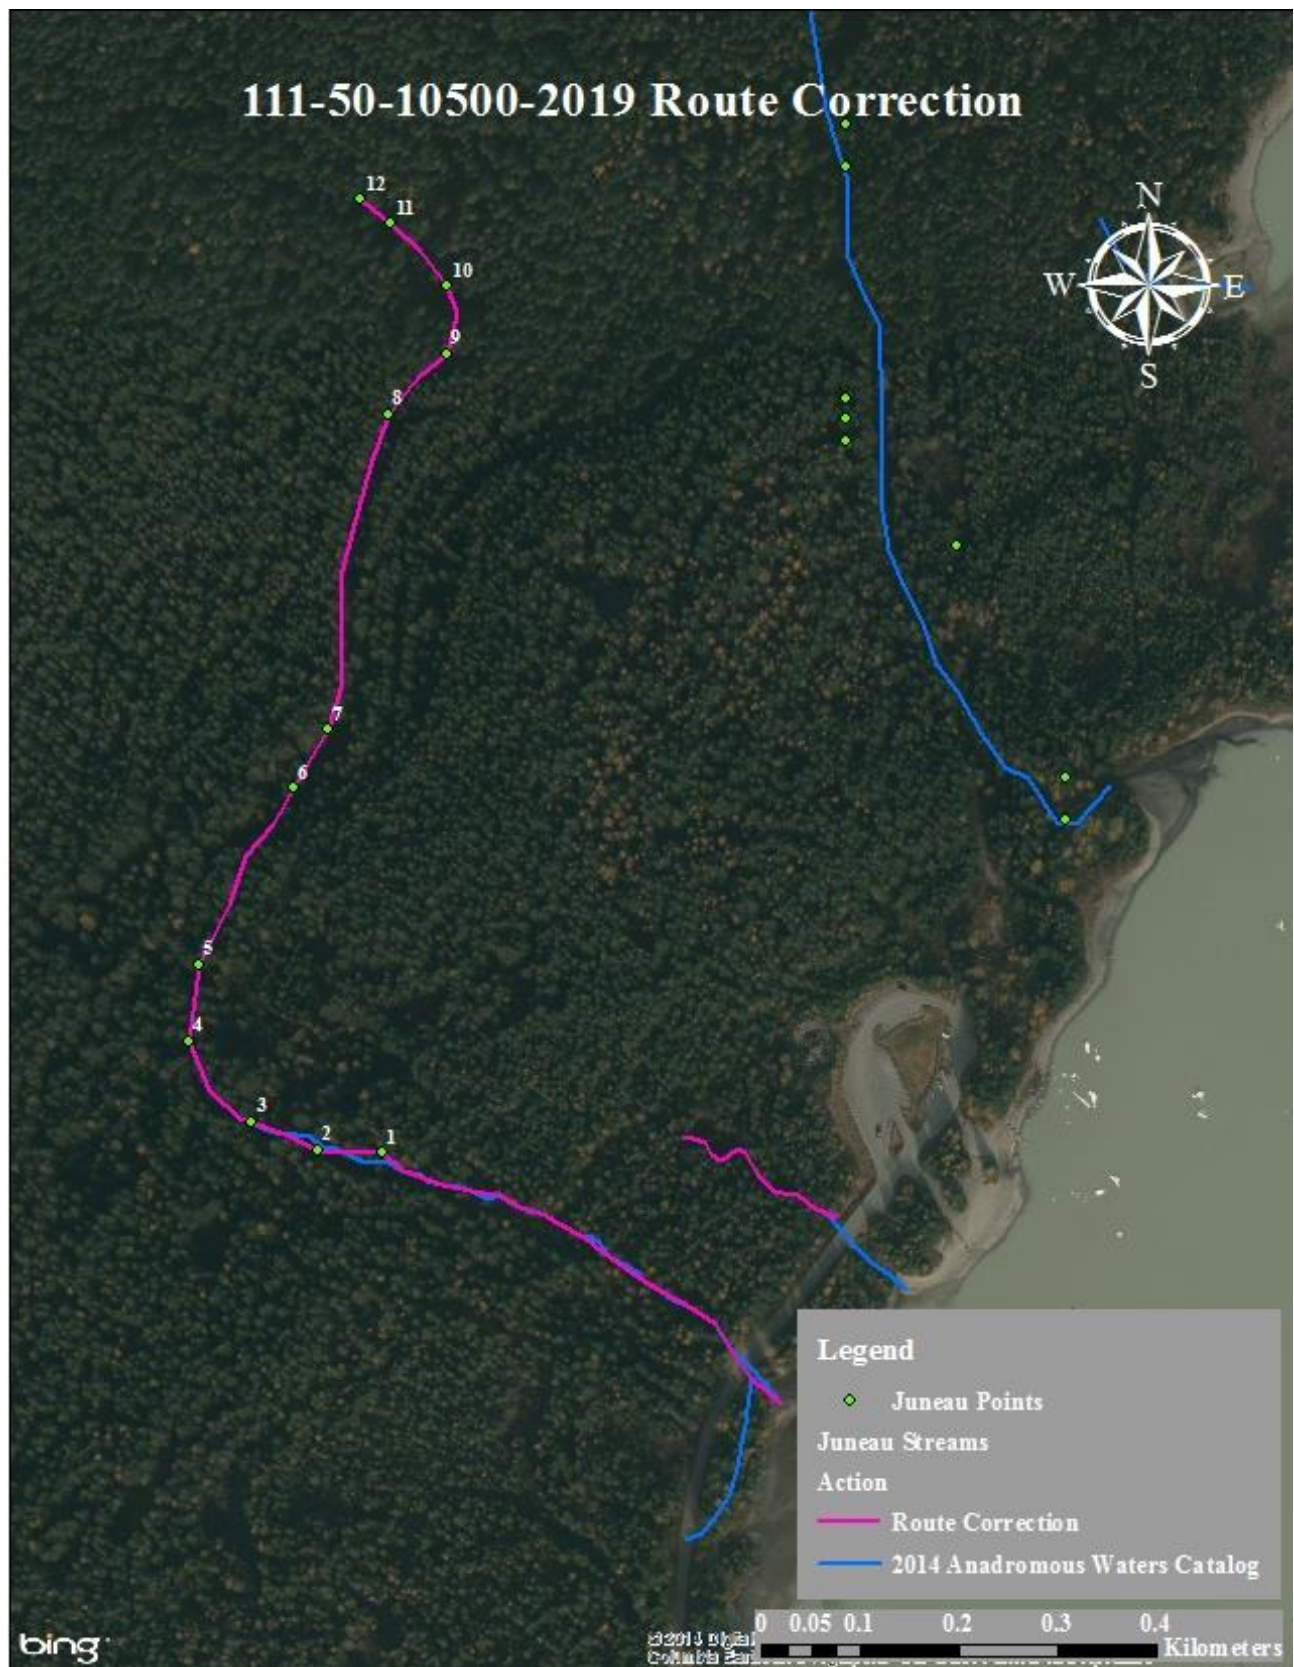 111-50-10500-2019 Route Correction
12
11
10
9
8
7
6
5
4
3
2
1
N
W
E
S
Legend
Juneau Points
Juneau Streams
Action
Route Correction
2014 Anadromous Waters Catalog
0 0.05 0.1 0.2 0.3 0.4
Kilometers
bing
©2014 Digital